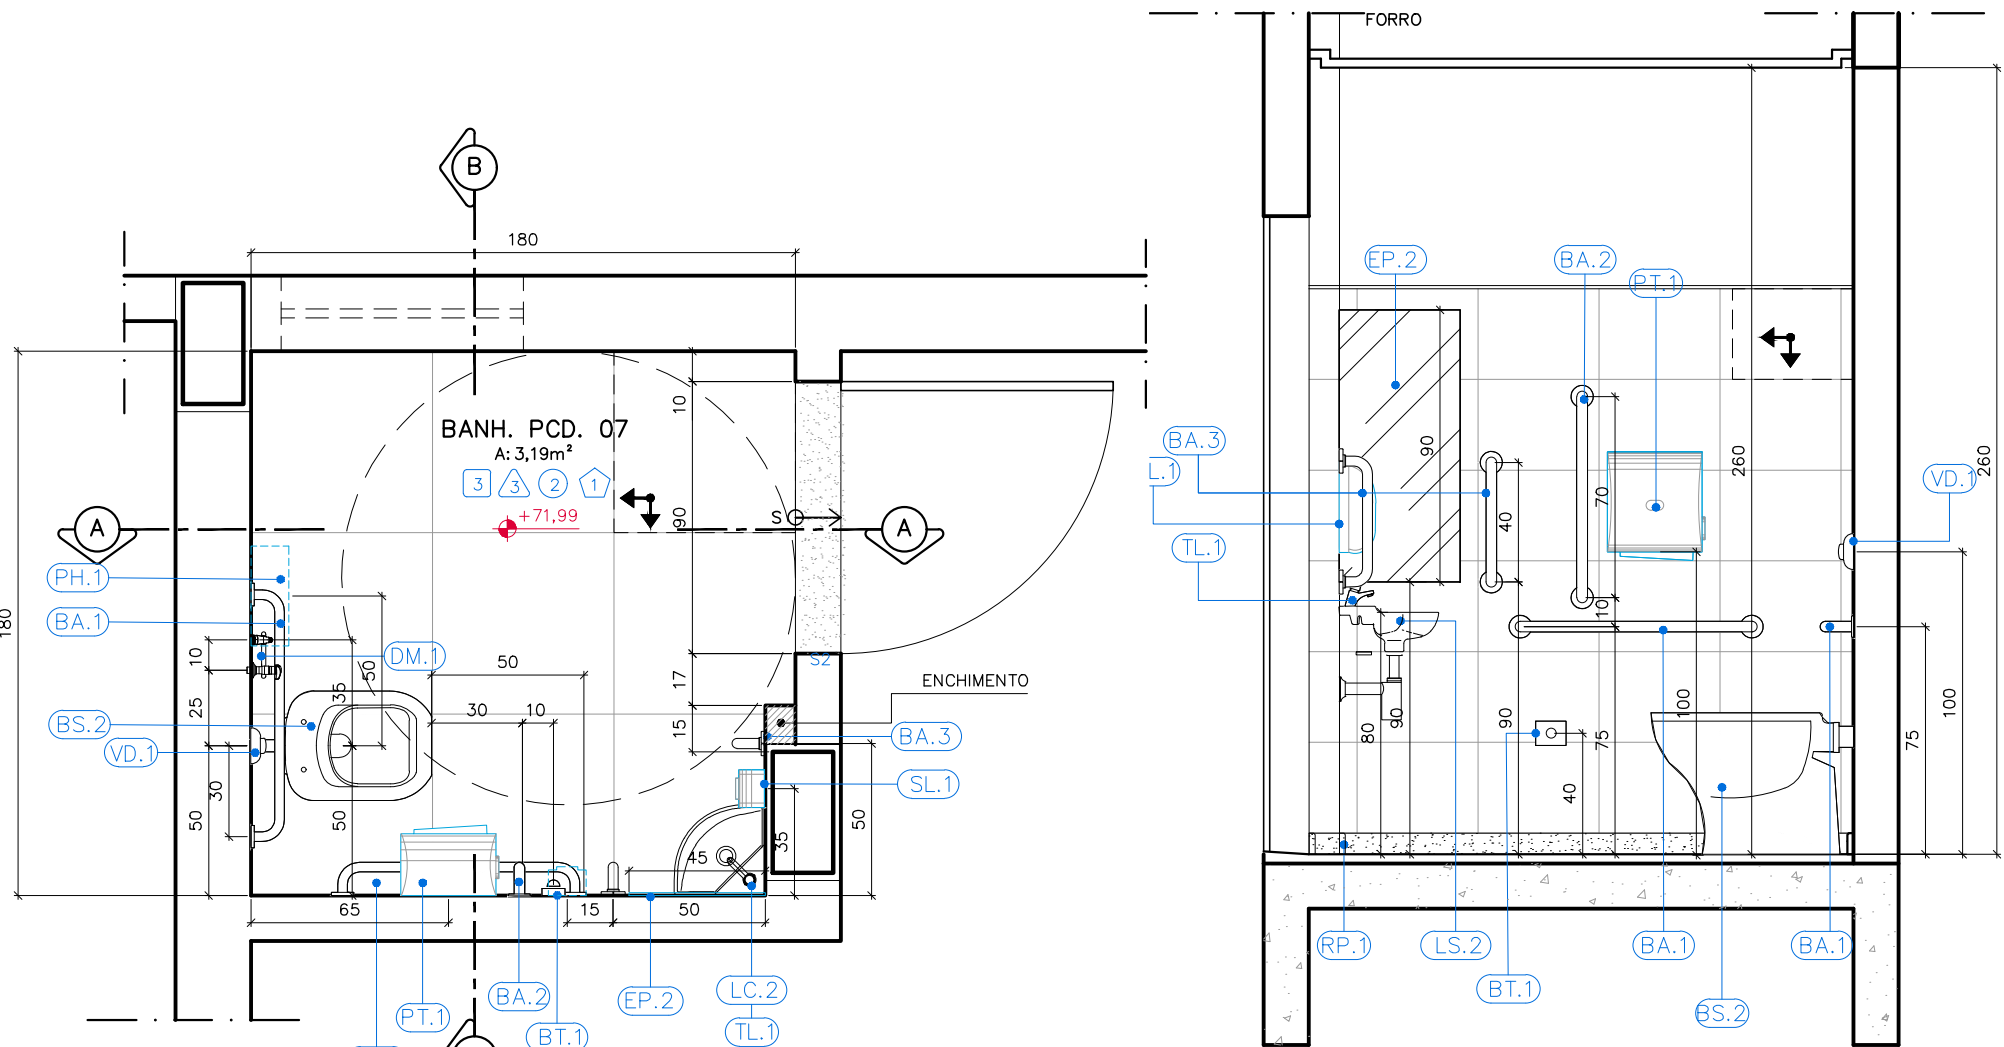 FORRO
B
180
EP.2
BA.2
PT.1
10
BANH. PCD. 07
A: 3,19m²
3
3
2
1
+71,99
90
S
A
A
BA.3
L.1
90
40
70
260
260
VD.1
TL.1
PH.1
BA.1
180
10
DM.1
50
50
35
S2
17
ENCHIMENTO
10
BS.2
25
30
10
15
BA.3
VD.1
SL.1
30
50
50
45
35
50
80
90
90
75
100
40
75
100
65
15
50
RP.1
LS.2
BA.1
BA.1
PT.1
BA.2
BT.1
EP.2
LC.2
TL.1
BT.1
BS.2